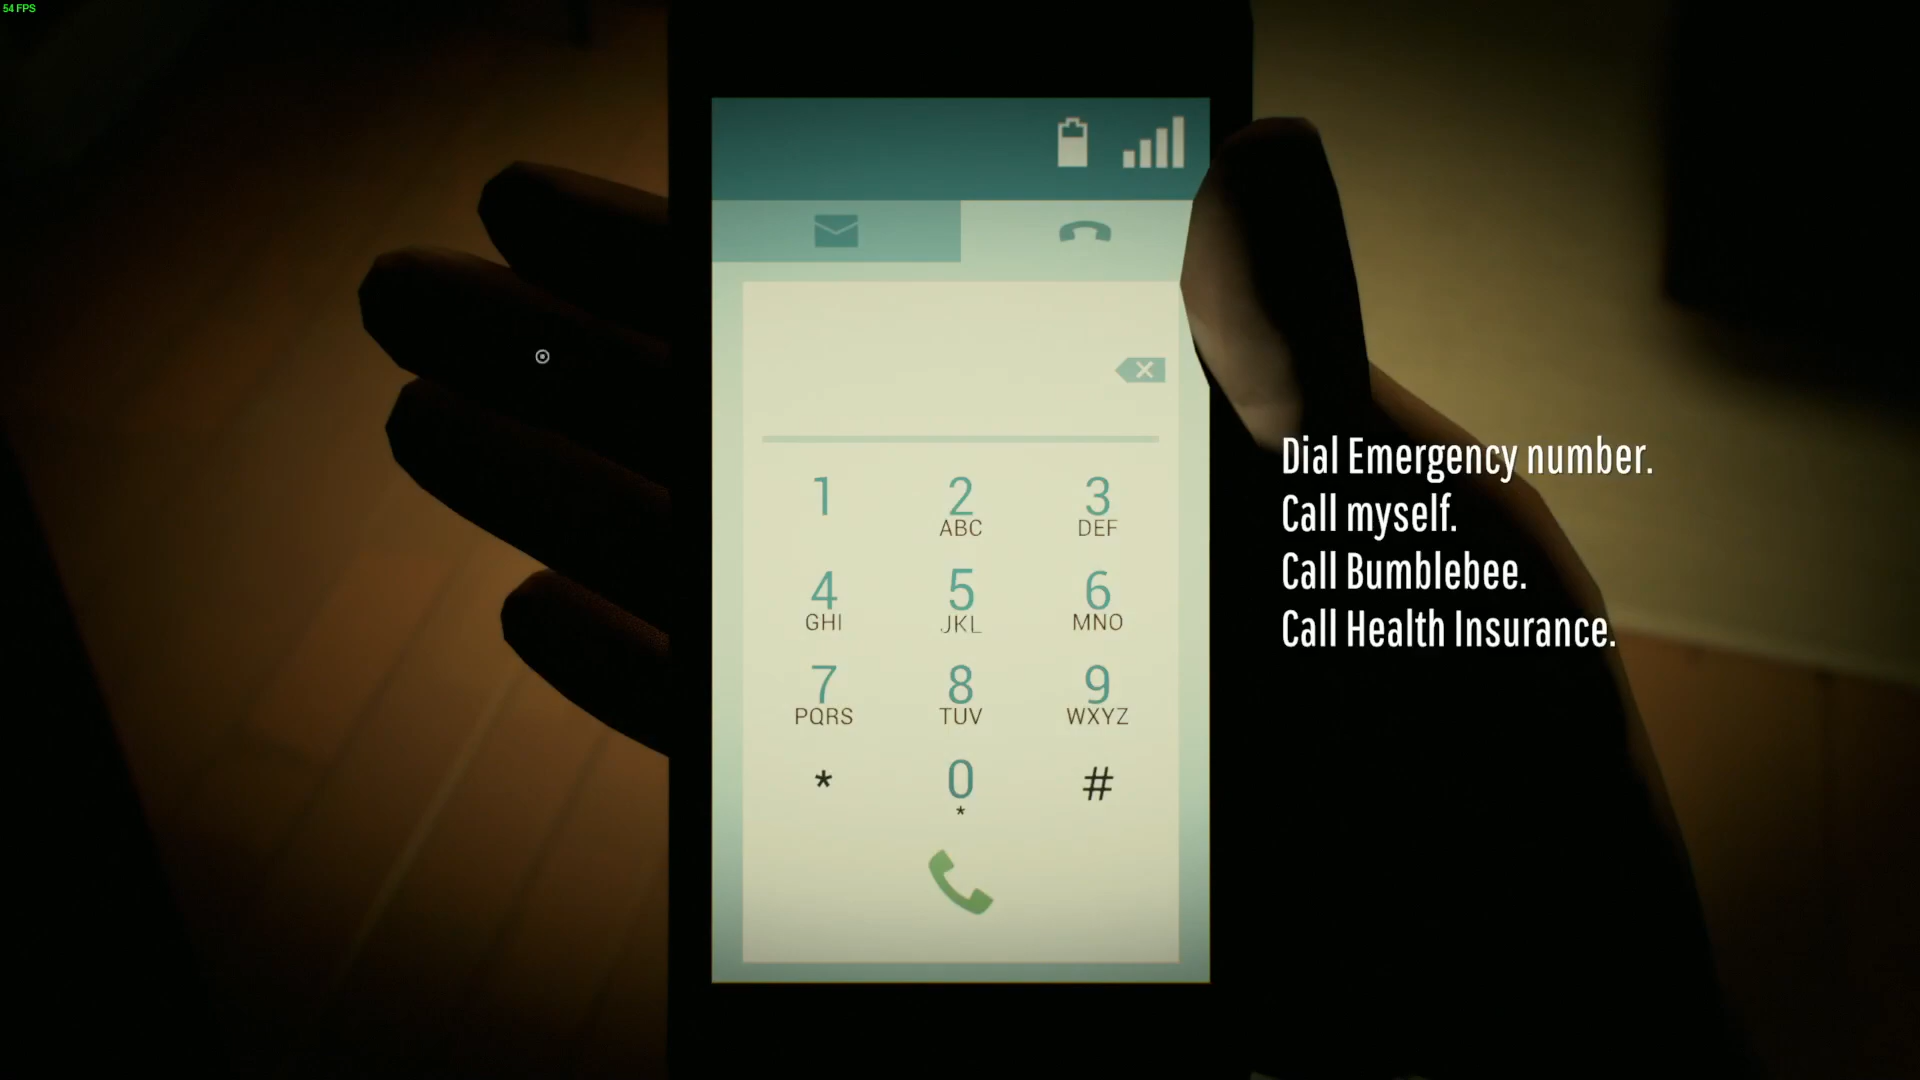 54 FPS
1
2
3
ABC
DEF
4
5
6
GHI
JKL
MNO
7
8
9
PQRS
TUV
WXYZ
*
0
#
*
Dial Emergency number.
Call myself.
Call Bumblebee.
Call Health Insurance.